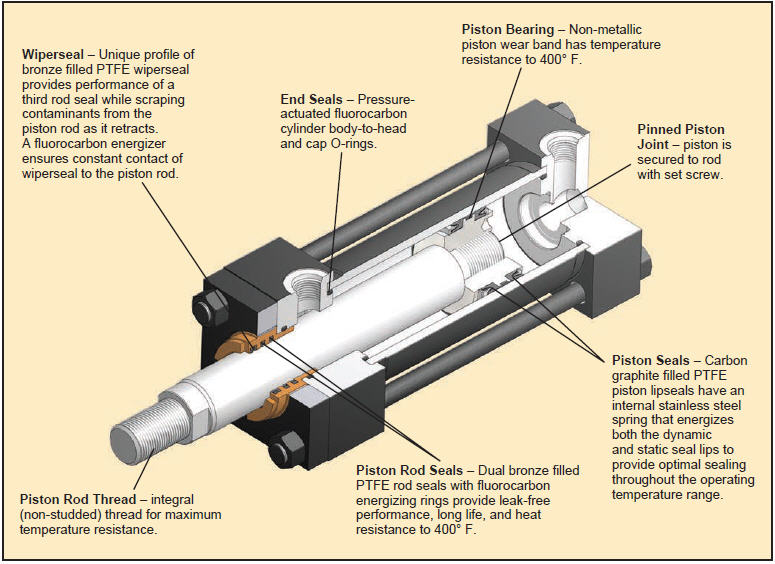 Piston Bearing – Non-metallic
piston wear band has temperature
resistance to 400° F.
Wiperseal – Unique profile of
bronze filled PTFE wiperseal
provides performance of a
third rod seal while scraping
contaminants from the
piston rod as it retracts.
A fluorocarbon energizer
ensures constant contact of
wiperseal to the piston rod.
End Seals – Pressure-
actuated fluorocarbon
cylinder body-to-head
and cap O-rings.
Pinned Piston
Joint – piston is
secured to rod
with set screw.
Piston Seals – Carbon
graphite filled PTFE
piston lipseals have an
internal stainless steel
spring that energizes
both the dynamic
and static seal lips to
provide optimal sealing
throughout the operating
temperature range.
Piston Rod Seals – Dual bronze filled
PTFE rod seals with fluorocarbon
energizing rings provide leak-free
performance, long life, and heat
resistance to 400° F.
Piston Rod Thread – integral
(non-studded) thread for maximum
temperature resistance.